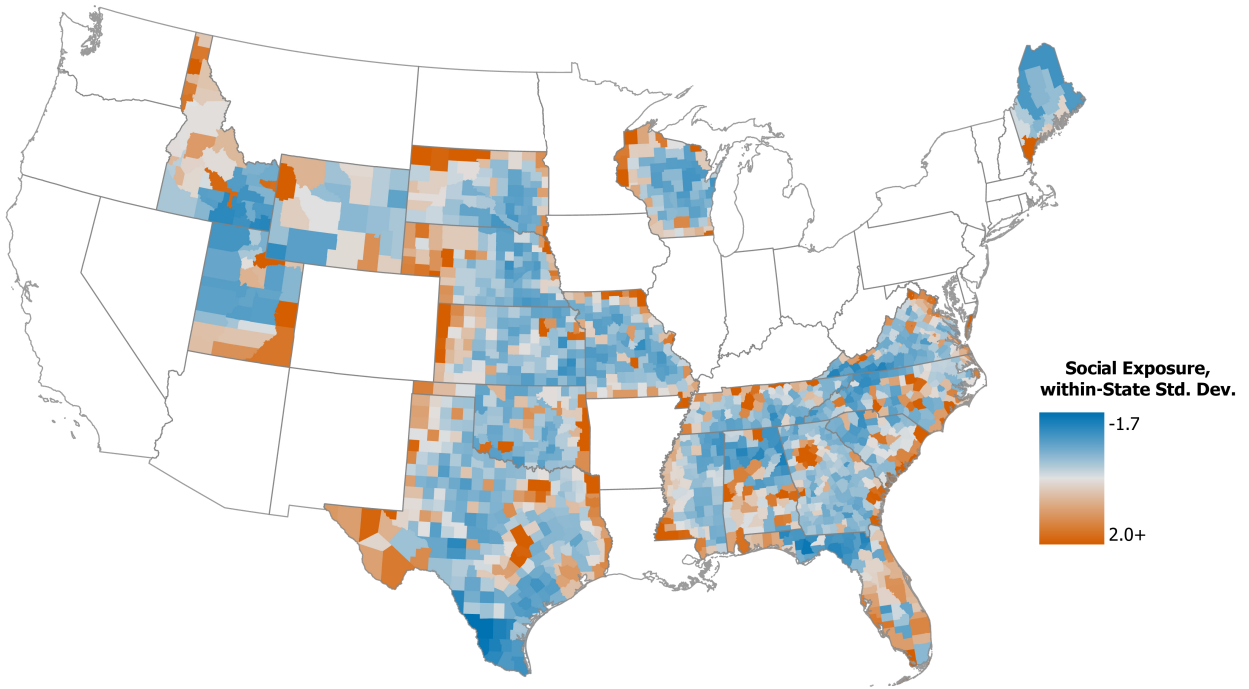 Social Exposure,
within-State Std. Dev.
-1.7
2.0+